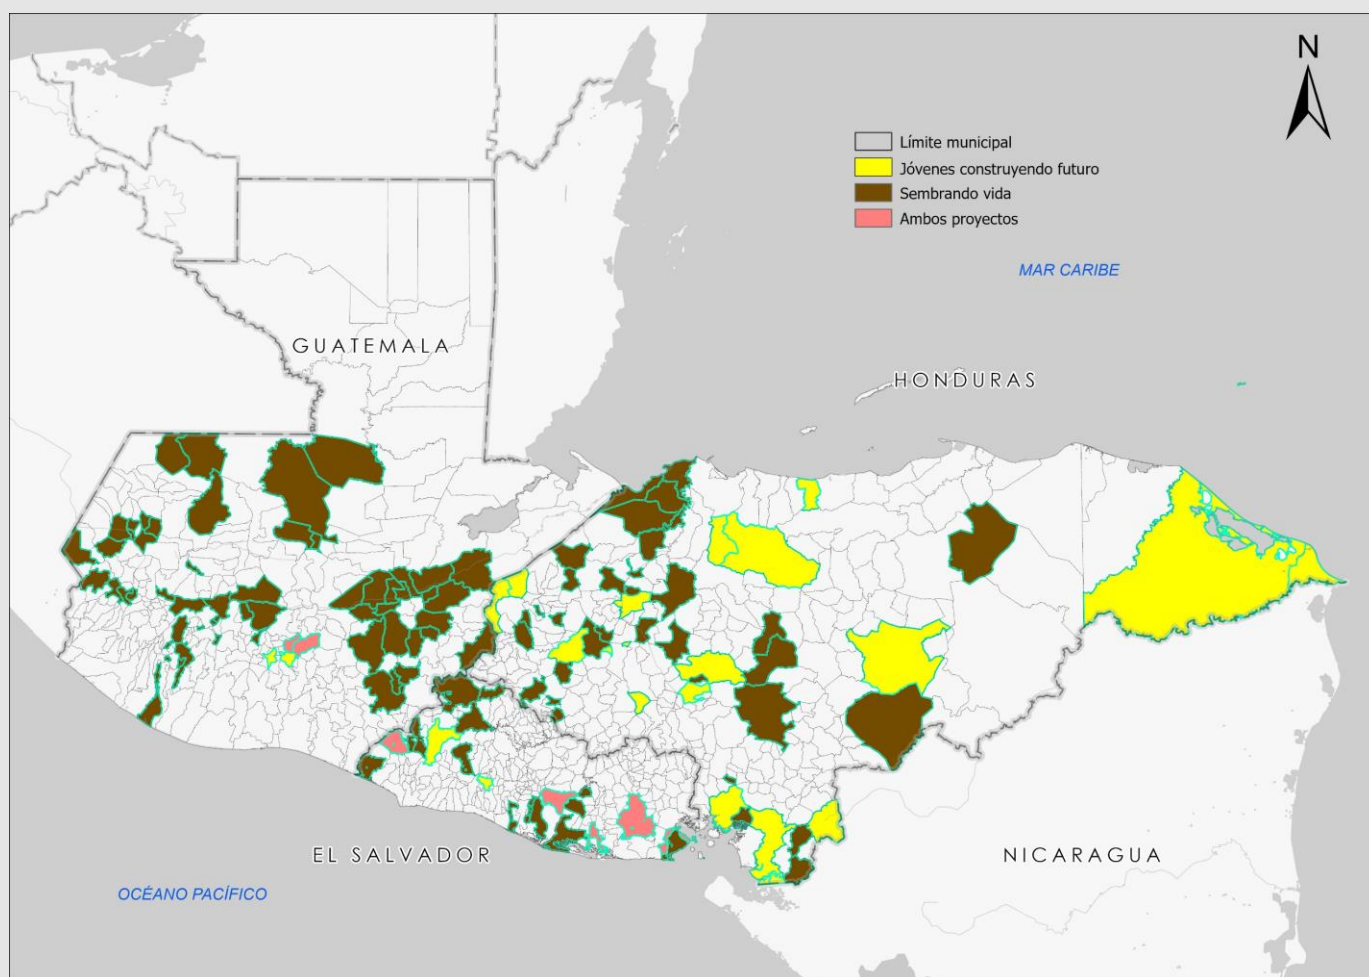 N
Límite municipal
Jóvenes construyendo futuro
Sembrando vida
Ambos proyectos
MAR CARIBE
GUATEMALA
HONDURAS
EL SALVADOR
NICARAGUA
OCÉANO PACÍFICO